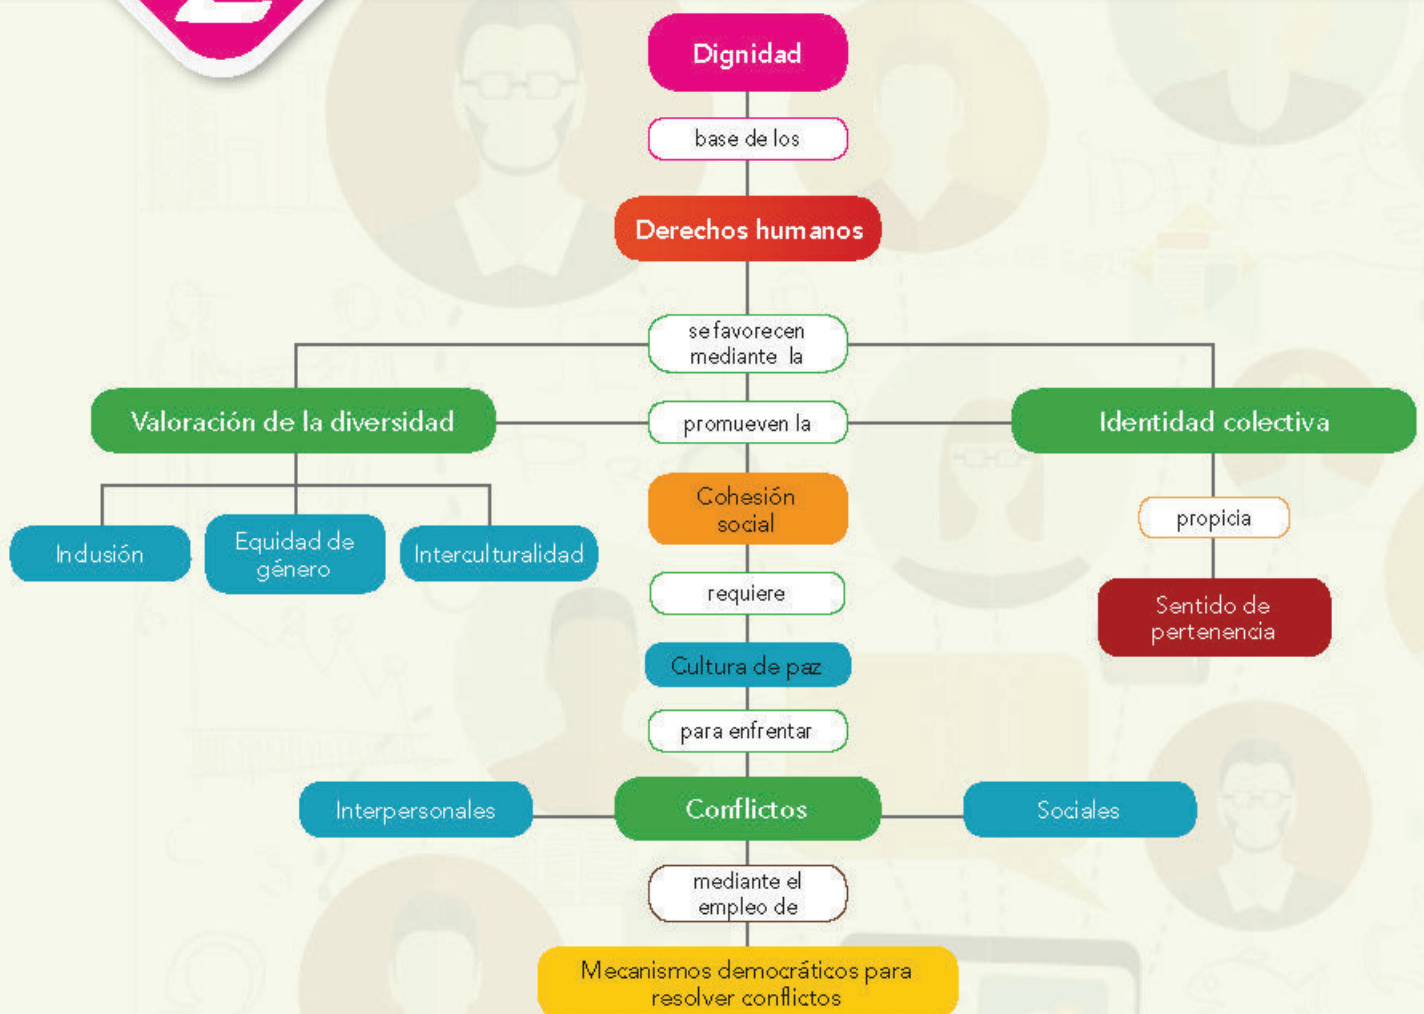 Dignidad
base de los
Derechos humanos
se favorecen
mediante la
Valoración de la diversidad
promueven la
Identidad colectiva
Cohesión
social
propicia
Inclusión
Equidad de
género
Interculturalidad
requiere
Sentido de
pertenencia
Cultura de paz
para enfrentar
Interpersonales
Conflictos
Sociales
mediante el
empleo de
Mecanismos democráticos para
resolver conflictos